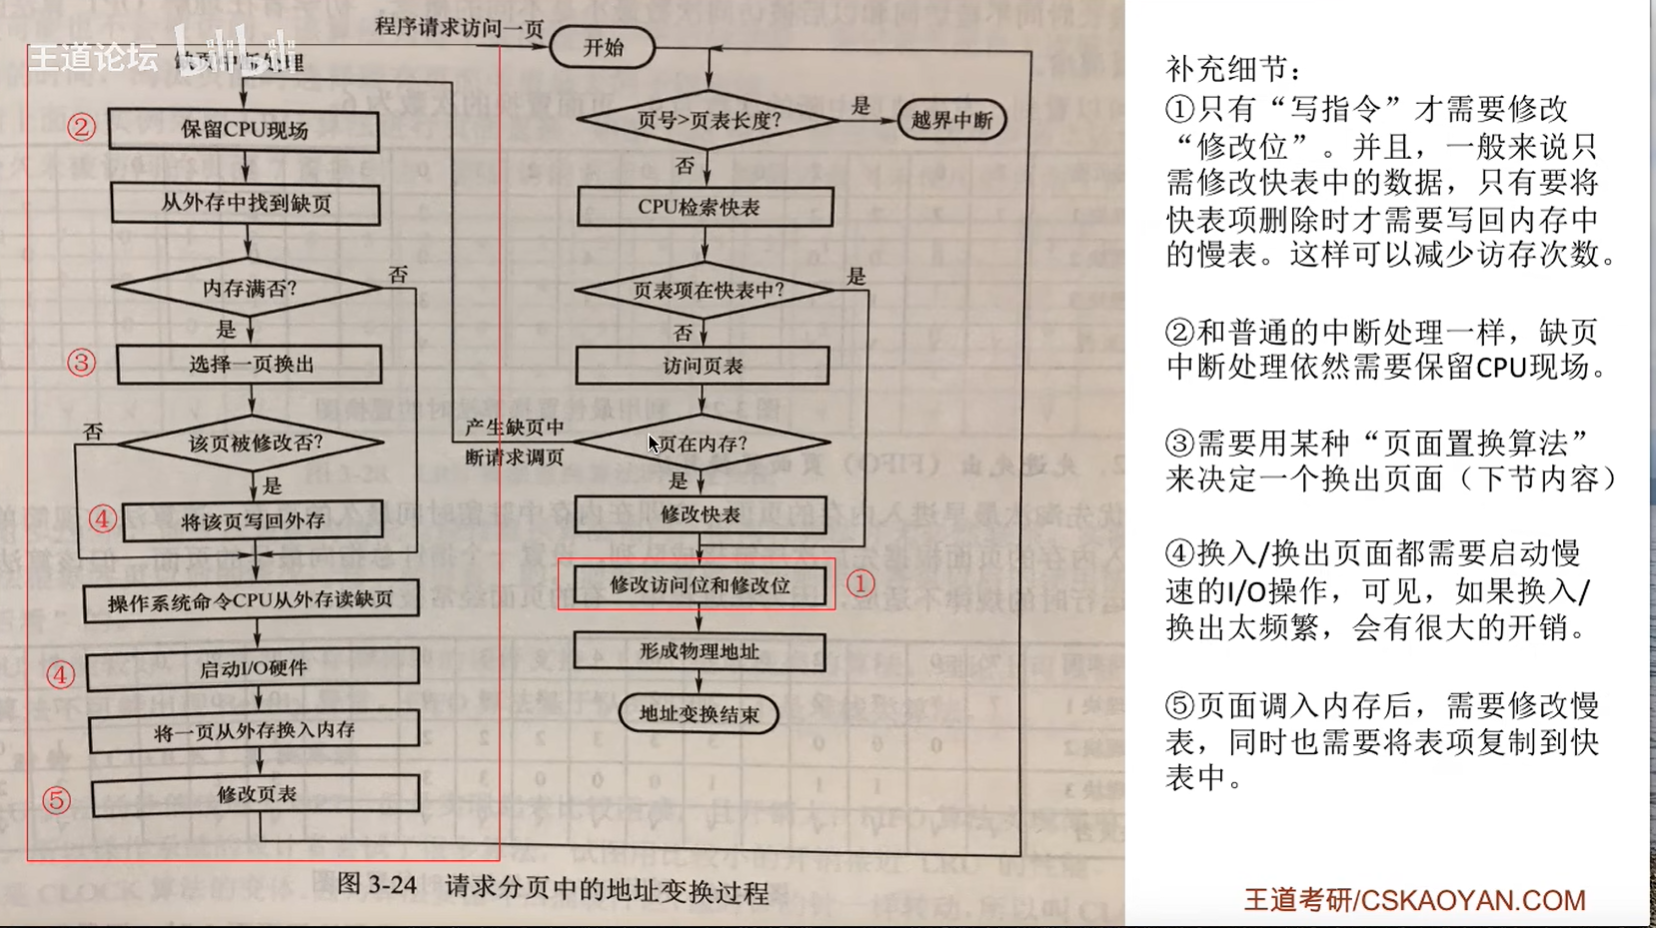 程序请求访问一页
开始
王道论坛
bilibili
缺页中断处理
②
保留CPU现场
从外存中找到缺页
内存满否?
否
是
③
选择一页换出
该页被修改否?
否
是
④
将该页写回外存
操作系统命令CPU从外存读缺页
④
启动I/O硬件
将一页从外存换入内存
⑤
修改页表
页号>页表长度?
是
越界中断
否
CPU检索快表
页表项在快表中?
是
否
访问页表
产生缺页中
断请求调页
页在内存?
是
修改快表
修改访问位和修改位
①
形成物理地址
地址变换结束
图 3-24 请求分页中的地址变换过程
补充细节:
①只有“写指令”才需要修改
“修改位”。并且,一般来说只
需修改快表中的数据,只有要将
快表项删除时才需要写回内存中
的慢表。这样可以减少访存次数。
②和普通的中断处理一样,缺页
中断处理依然需要保留CPU现场。
③需要用某种“页面置换算法”
来决定一个换出页面(下节内容)
④换入/换出页面都需要启动慢
速的I/O操作,可见,如果换入/
换出太频繁,会有很大的开销。
⑤页面调入内存后,需要修改慢
表,同时也需要将表项复制到快
表中。
王道考研/CSKAOYAN.COM